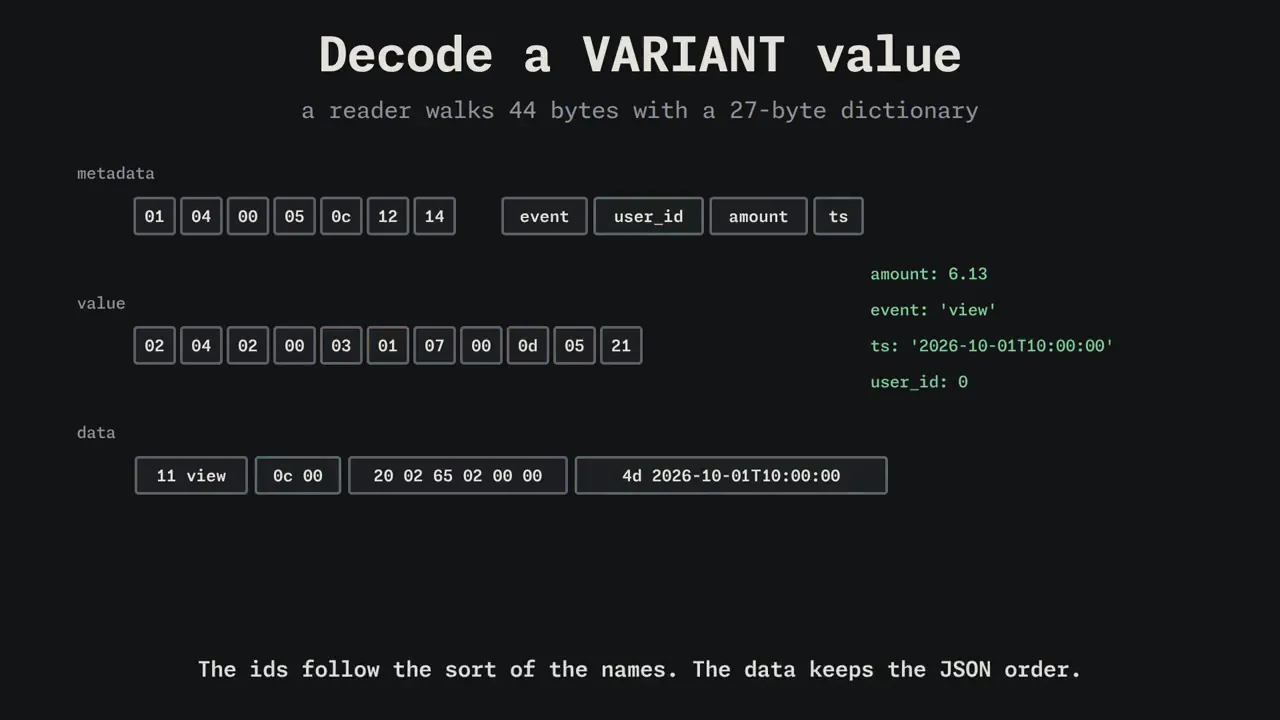 Decode a VARIANT value
a reader walks 44 bytes with a 27-byte dictionary
metadata
01 04 00 05 0c 12 14 event user_id amount ts
amount: 6.13
value
event: 'view'
02 04 02 00 03 01 07 00 0d 05 21
ts: '2026-10-01T10:00:00'
user_id: 0
data
11 view 0c 00 20 02 65 02 00 00 4d 2026-10-01T10:00:00
The ids follow the sort of the names. The data keeps the JSON order.